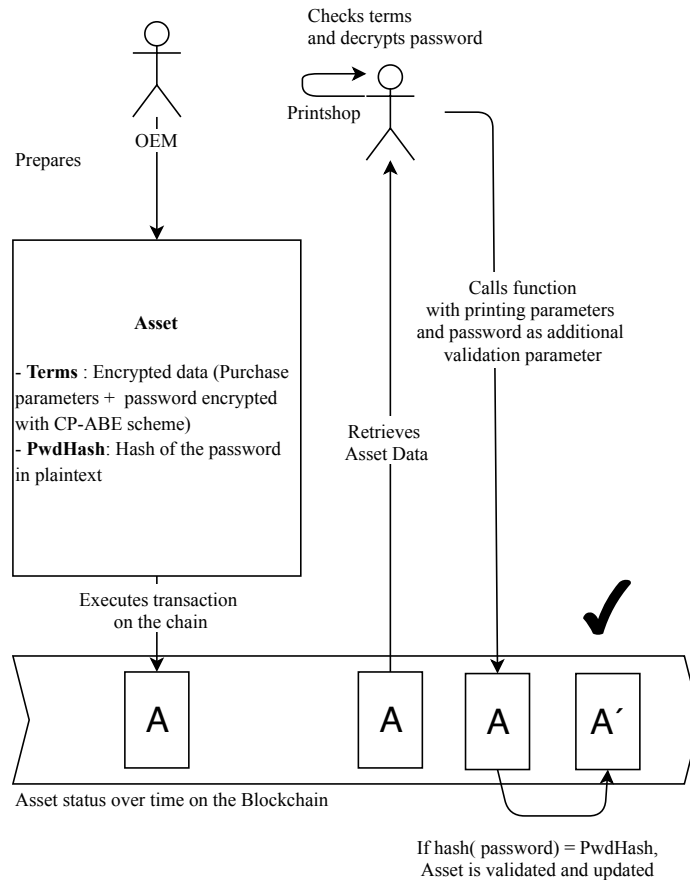 Checks terms
and decrypts password
Printshop
OEM
Prepares
Asset
- Terms : Encrypted data (Purchase
parameters + password encrypted
with CP-ABE scheme)
- PwdHash: Hash of the password
in plaintext
Calls function
with printing parameters
and password as additional
validation parameter
Retrieves
Asset Data
Executes transaction
on the chain
A
A
A
A´
Asset status over time on the Blockchain
If hash( password) = PwdHash,
Asset is validated and updated